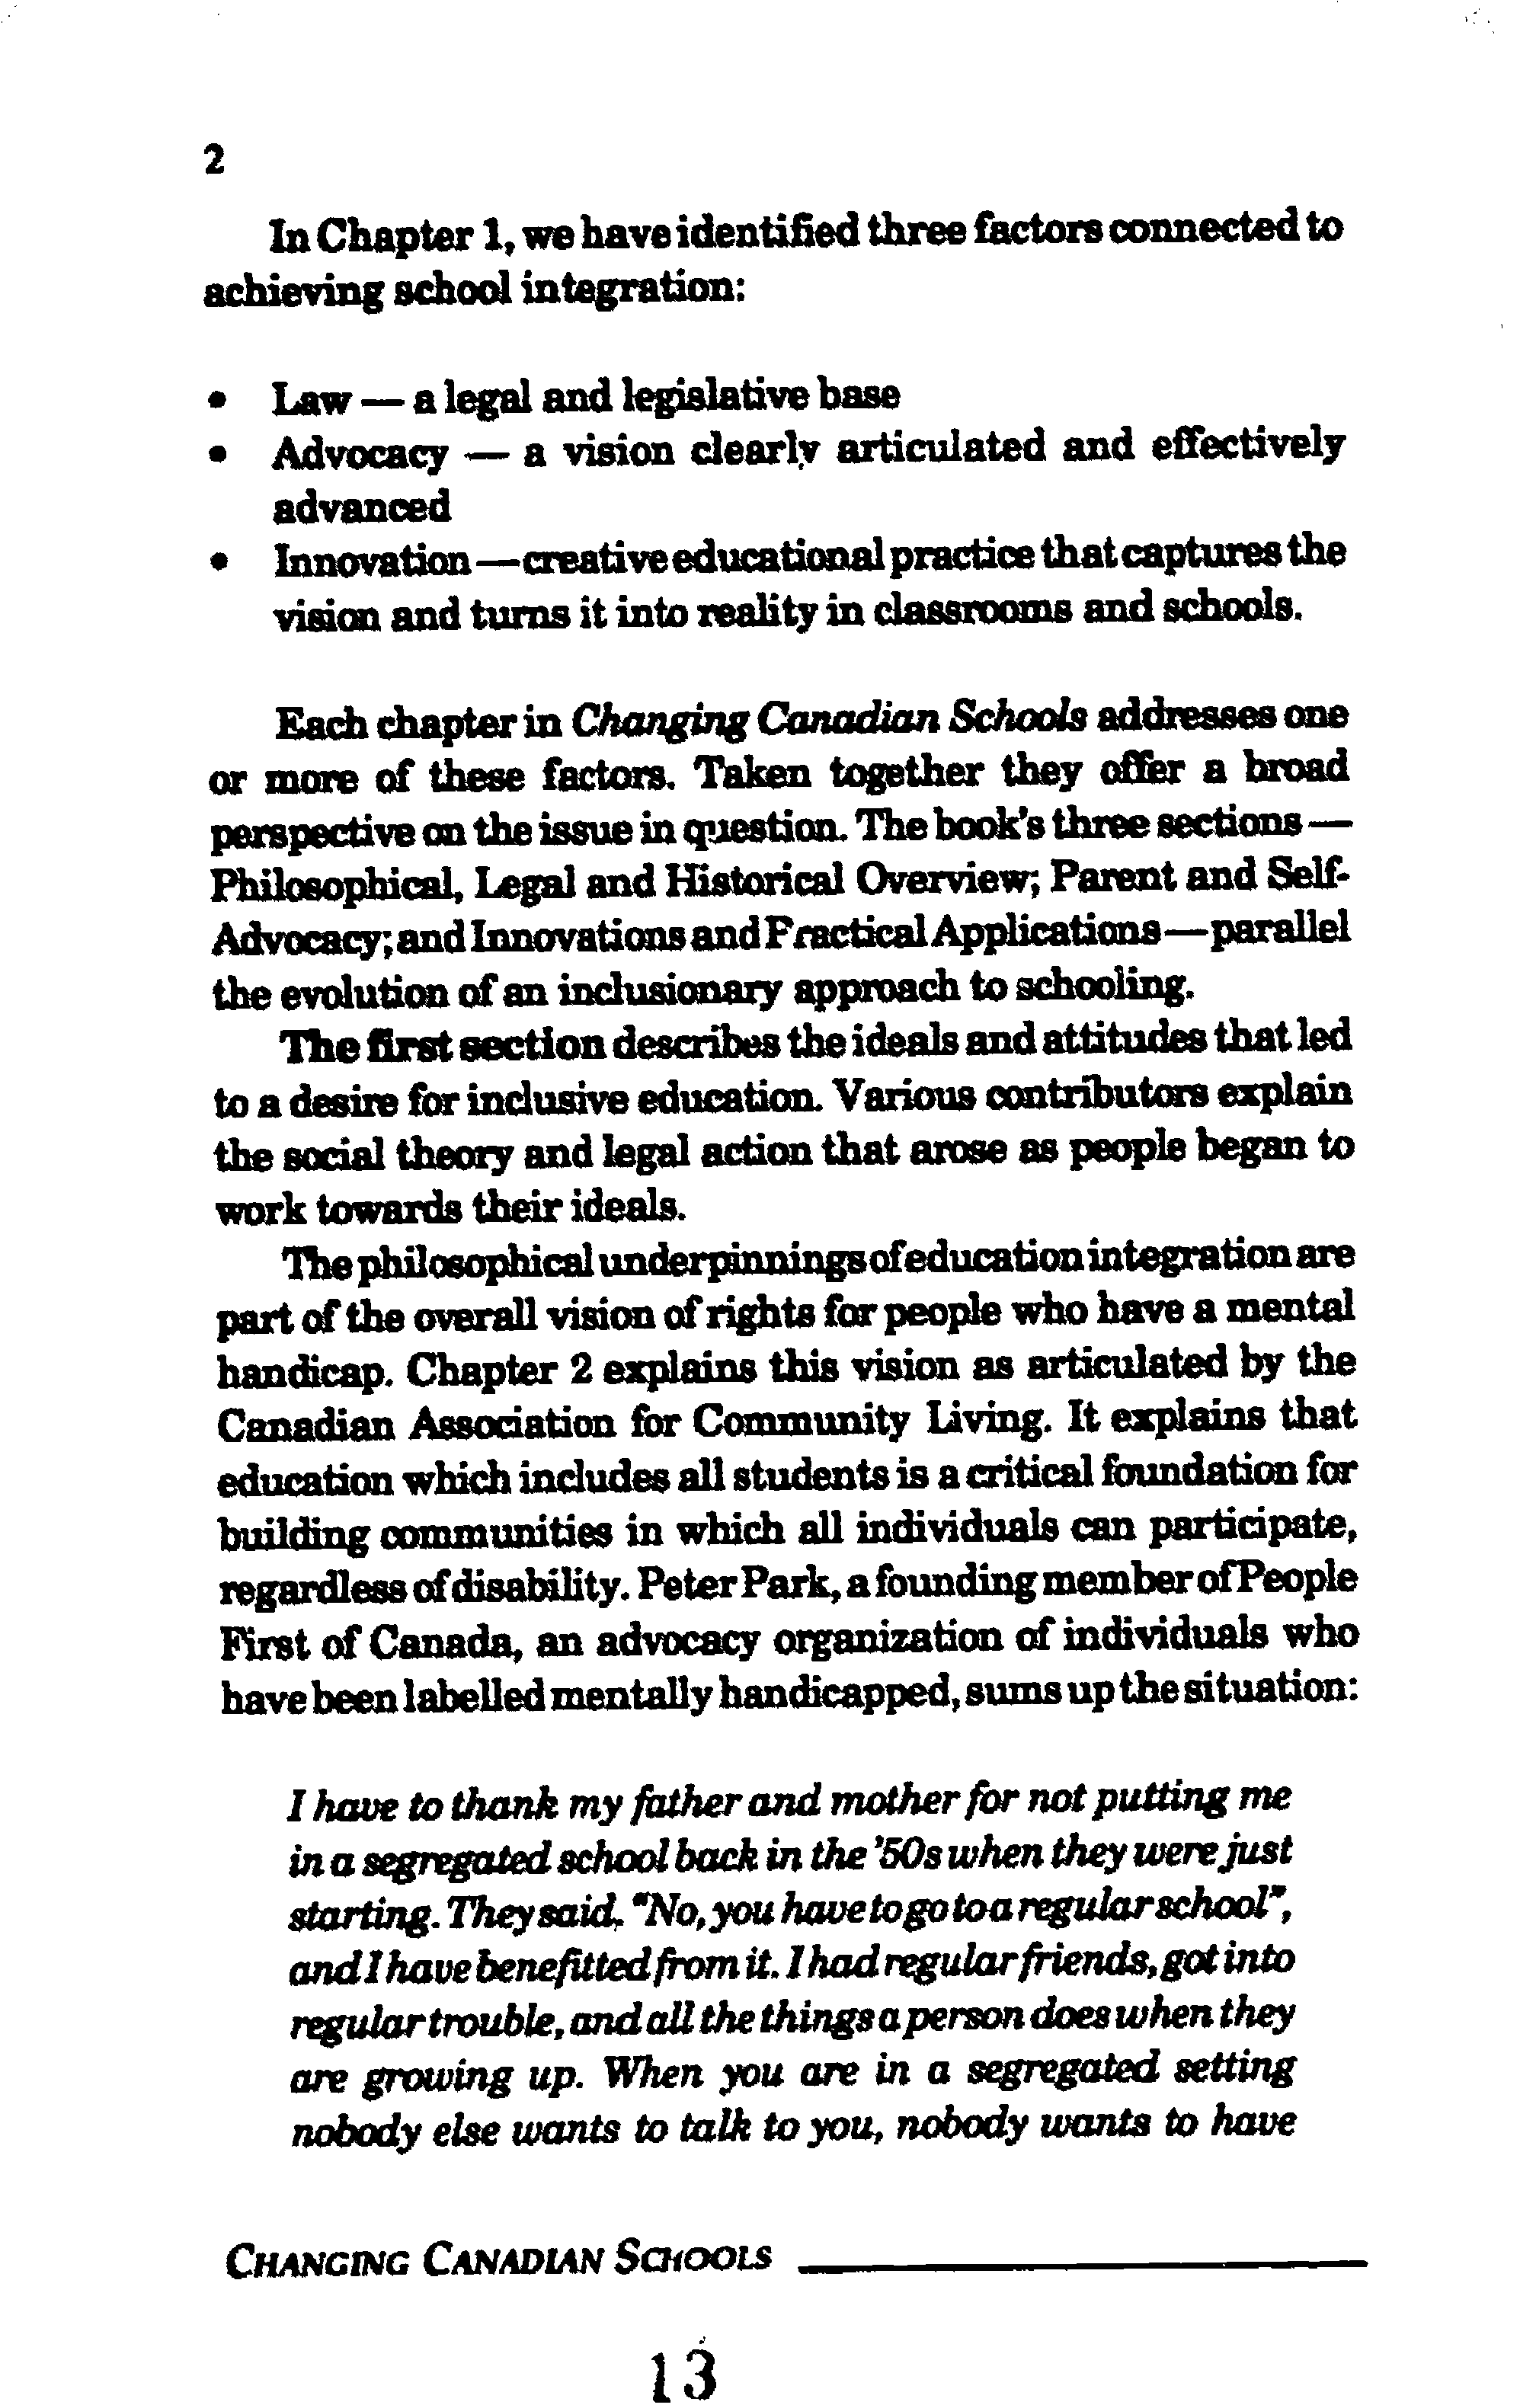 2
In Chapter 1, we have identified three factors connected to
achieving school integration:
• Law — a legal and legislative base
• Advocacy — a vision clearly articulated and effectively
advanced
• Innovation — creative educational practice that captures the
vision and turns it into reality in classrooms and schools.
Each chapter in Changing Canadian Schools addresses one
or more of these factors. Taken together they offer a broad
perspective on the issue in question. The book's three sections —
Philosophical, Legal and Historical Overview; Parent and Self-
Advocacy; and Innovations and Practical Applications — parallel
the evolution of an inclusionary approach to schooling.
The first section describes the ideals and attitudes that led
to a desire for inclusive education. Various contributors explain
the social theory and legal action that arose as people began to
work towards their ideals.
The philosophical underpinnings of education integration are
part of the overall vision of rights for people who have a mental
handicap. Chapter 2 explains this vision as articulated by the
Canadian Association for Community Living. It explains that
education which includes all students is a critical foundation for
building communities in which all individuals can participate,
regardless of disability. Peter Park, a founding member of People
First of Canada, an advocacy organization of individuals who
have been labelled mentally handicapped, sums up the situation:
I have to thank my father and mother for not putting me
in a segregated school back in the '50s when they were just
starting. They said, "No, you have to go to a regular school",
and I have benefitted from it. I had regular friends, got into
regular trouble, and all the things a person does when they
are growing up. When you are in a segregated setting
nobody else wants to talk to you, nobody wants to have
CHANGING CANADIAN SCHOOLS
13